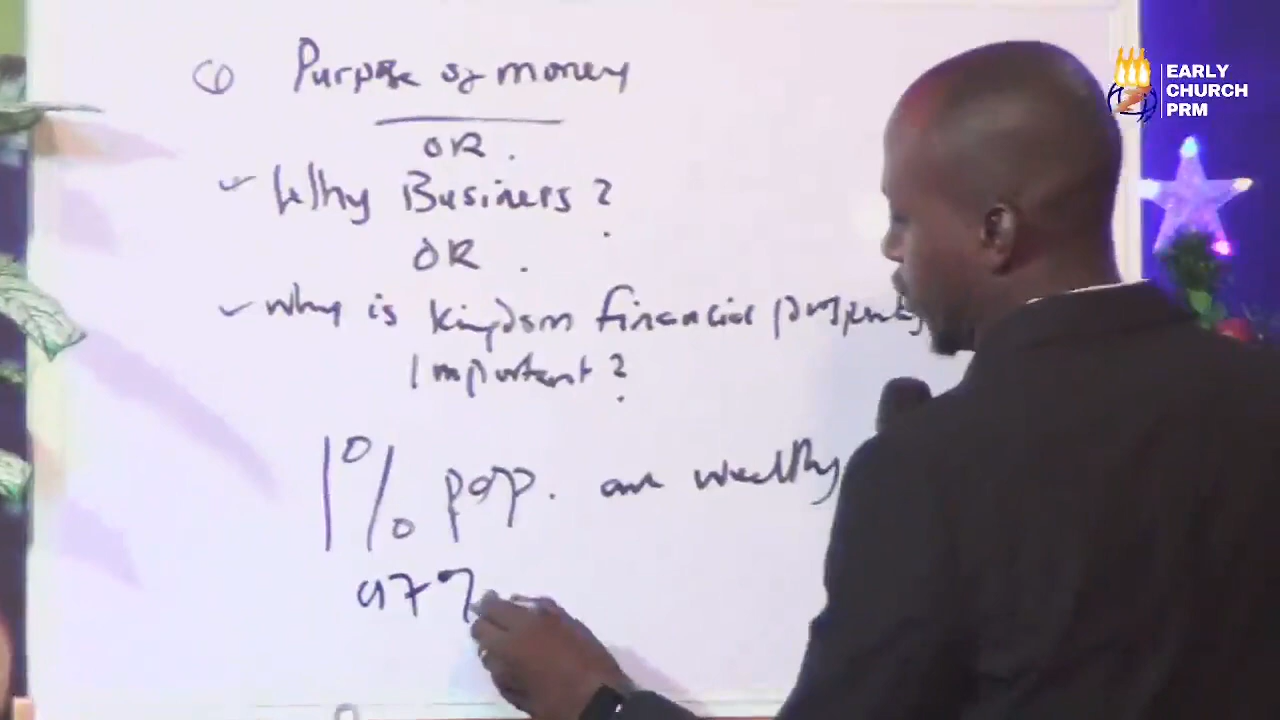 Purpose of money
OR.
Why Business?
OR.
Why is kingdom financial prosperity
Important?
1% pop. are wealthy
97%
EARLY
CHURCH
PRM